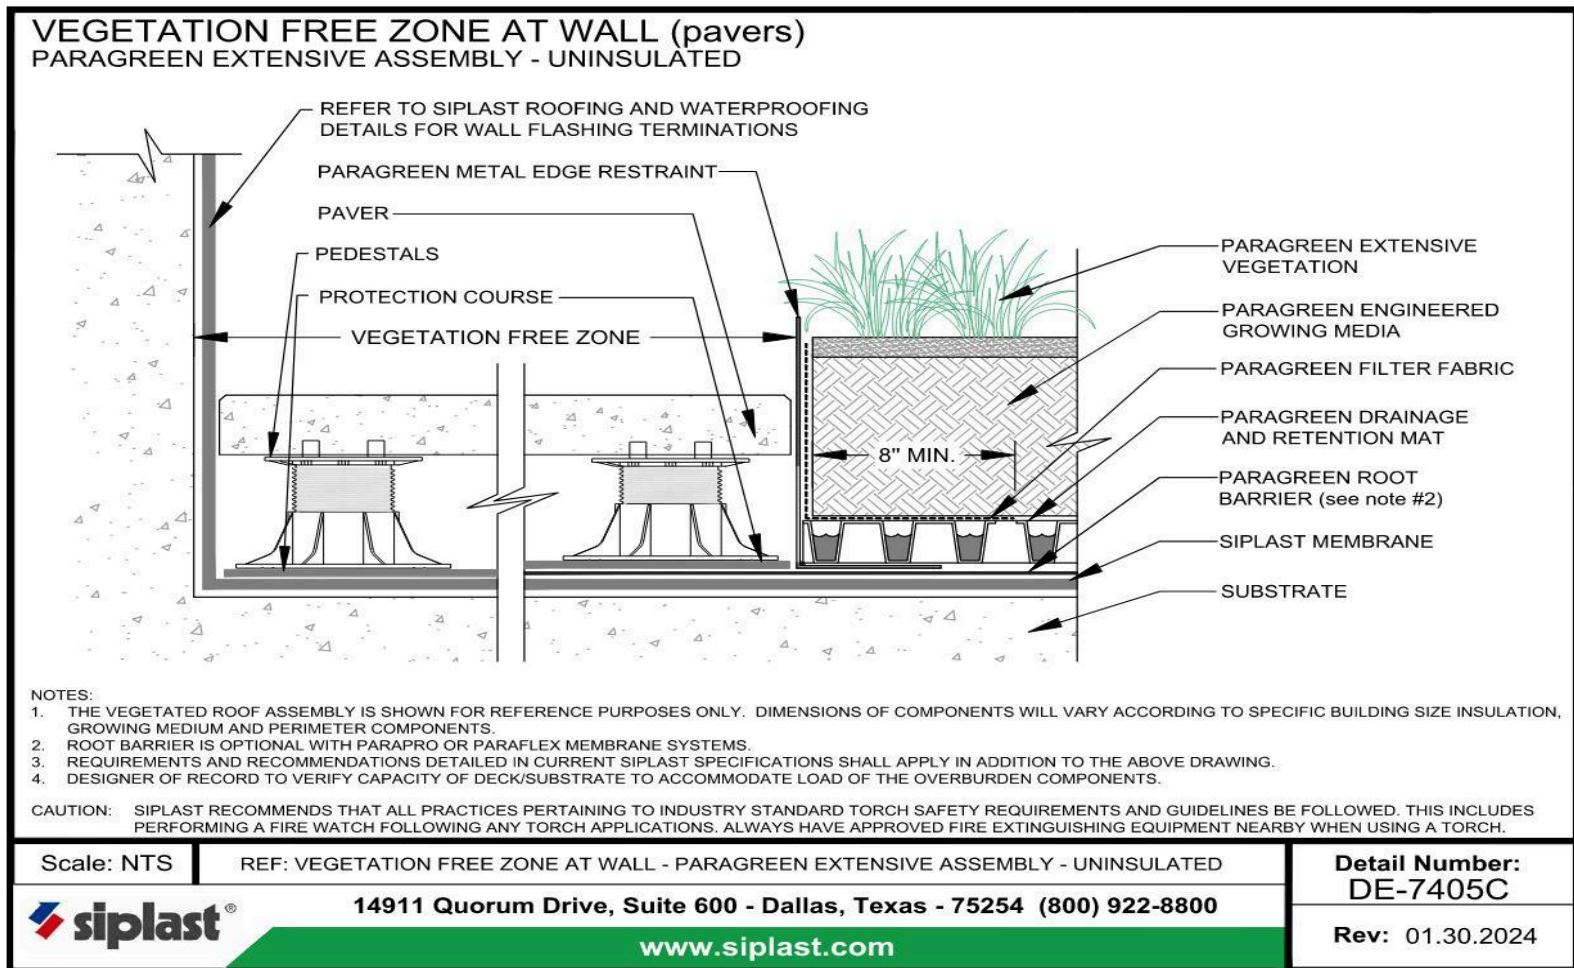 VEGETATION FREE ZONE AT WALL (pavers)
PARAGREEN EXTENSIVE ASSEMBLY - UNINSULATED
REFER TO SIPLAST ROOFING AND WATERPROOFING
DETAILS FOR WALL FLASHING TERMINATIONS
PARAGREEN METAL EDGE RESTRAINT
PAVER
PEDESTALS
PROTECTION COURSE
VEGETATION FREE ZONE
8" MIN.
PARAGREEN EXTENSIVE
VEGETATION
PARAGREEN ENGINEERED
GROWING MEDIA
PARAGREEN FILTER FABRIC
PARAGREEN DRAINAGE
AND RETENTION MAT
PARAGREEN ROOT
BARRIER (see note #2)
SIPLAST MEMBRANE
SUBSTRATE
NOTES:
1. THE VEGETATED ROOF ASSEMBLY IS SHOWN FOR REFERENCE PURPOSES ONLY. DIMENSIONS OF COMPONENTS WILL VARY ACCORDING TO SPECIFIC BUILDING SIZE INSULATION,
GROWING MEDIUM AND PERIMETER COMPONENTS.
2. ROOT BARRIER IS OPTIONAL WITH PARAPRO OR PARAFLEX MEMBRANE SYSTEMS.
3. REQUIREMENTS AND RECOMMENDATIONS DETAILED IN CURRENT SIPLAST SPECIFICATIONS SHALL APPLY IN ADDITION TO THE ABOVE DRAWING.
4. DESIGNER OF RECORD TO VERIFY CAPACITY OF DECK/SUBSTRATE TO ACCOMMODATE LOAD OF THE OVERBURDEN COMPONENTS.
CAUTION: SIPLAST RECOMMENDS THAT ALL PRACTICES PERTAINING TO INDUSTRY STANDARD TORCH SAFETY REQUIREMENTS AND GUIDELINES BE FOLLOWED. THIS INCLUDES
PERFORMING A FIRE WATCH FOLLOWING ANY TORCH APPLICATIONS. ALWAYS HAVE APPROVED FIRE EXTINGUISHING EQUIPMENT NEARBY WHEN USING A TORCH.
Scale: NTS
REF: VEGETATION FREE ZONE AT WALL - PARAGREEN EXTENSIVE ASSEMBLY - UNINSULATED
Detail Number:
DE-7405C
siplast®
14911 Quorum Drive, Suite 600 - Dallas, Texas - 75254 (800) 922-8800
www.siplast.com
Rev: 01.30.2024